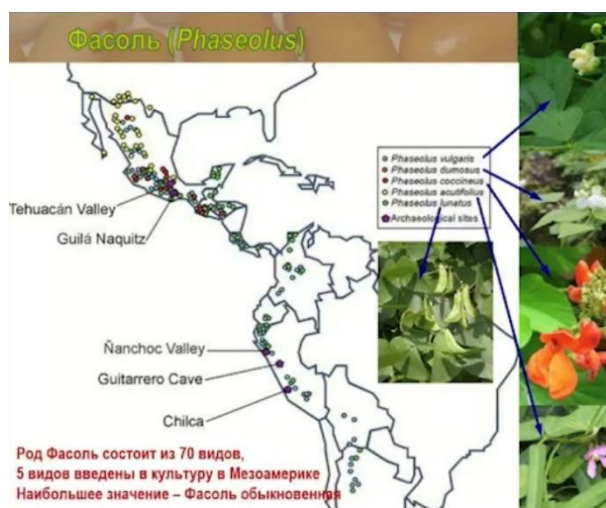 Фасоль (Phaseolus)
Phaseolus vulgaris
Phaseolus dumosus
Phaseolus coccineus
Phaseolus acutifolius
Phaseolus lunatus
Archaeological sites
Tehuacán Valley
Guilá Naquitz
Ñanchoc Valley
Guitarrero Cave
Chilca
Род Фасоль состоит из 70 видов,
5 видов введены в культуру в Мезоамерике
Наибольшее значение – Фасоль обыкновенная